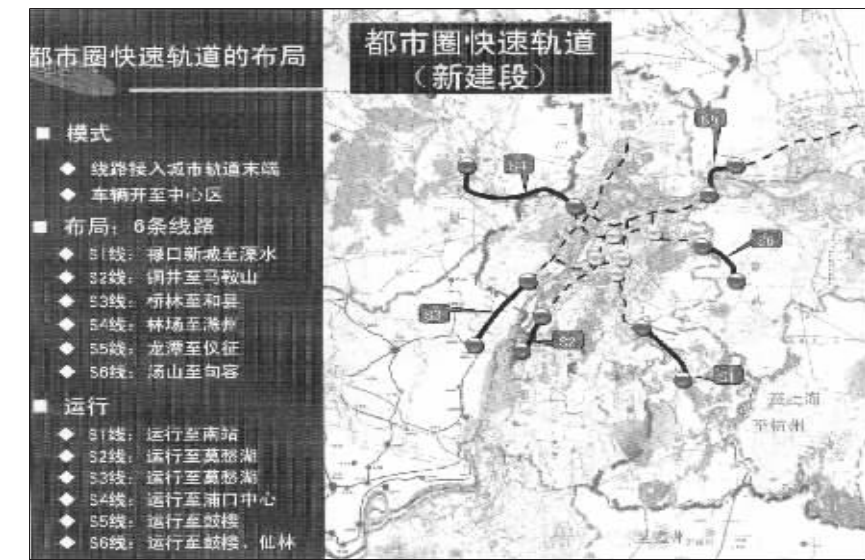 都市圈快速轨道的布局
模式
线路接入城市轨道末端
车辆开至中心区
布局：6条线路
S1线：禄口新城至溧水
S2线：铜井至马鞍山
S3线：桥林至和县
S4线：林场至滁州
S5线：龙潭至仪征
S6线：汤山至句容
运行
S1线：运行至南站
S2线：运行至莫愁湖
S3线：运行至莫愁湖
S4线：运行至浦口中心
S5线：运行至鼓楼
S6线：运行至鼓楼、仙林
都市圈快速轨道
（新建段）
S5
S4
S6
S3
S2
S1
至上海
至杭州